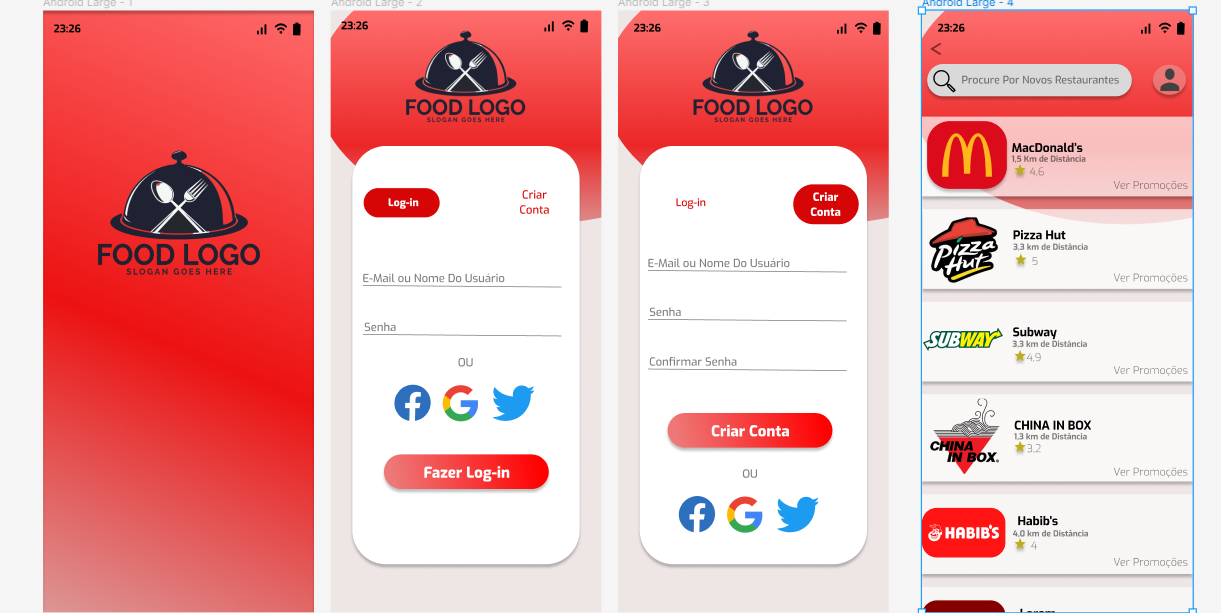 Android Large - 1
23:26
FOOD LOGO
SLOGAN GOES HERE
Android Large - 2
23:26
FOOD LOGO
SLOGAN GOES HERE
Log-in
Criar
Conta
E-Mail ou Nome Do Usuário
Senha
OU
Fazer Log-in
Android Large - 3
23:26
FOOD LOGO
SLOGAN GOES HERE
Log-in
Criar
Conta
E-Mail ou Nome Do Usuário
Senha
Confirmar Senha
Criar Conta
OU
Android Large - 4
23:26
<
Procure Por Novos Restaurantes
MacDonald's
1,5 Km de Distância
4.6
Ver Promoções
Pizza
Hut
Pizza Hut
3,3 km de Distância
5
Ver Promoções
SUBWAY
Subway
3,3 km de Distância
4,9
Ver Promoções
CHINA
IN BOX.
CHINA IN BOX
1,3 km de Distância
3,2
Ver Promoções
HABIB'S
Habib's
4,0 km de Distância
4
Ver Promoções